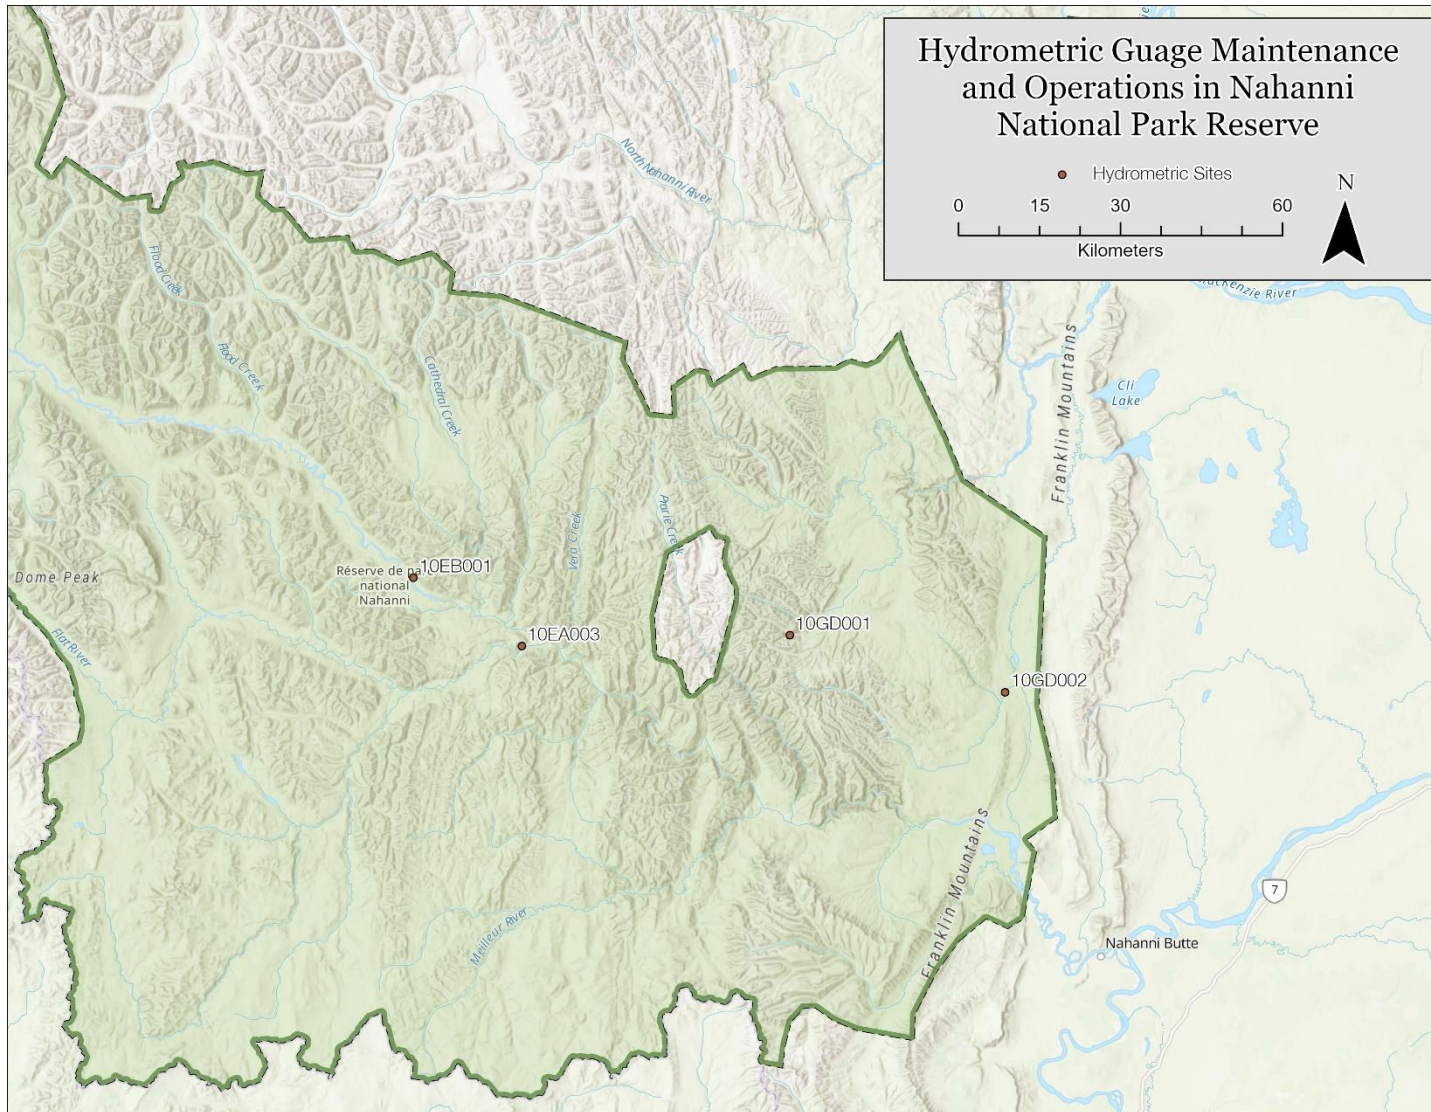 Hydrometric Guage Maintenance
and Operations in Nahanni
National Park Reserve
Hydrometric Sites
N
0 15 30 60
Kilometers
North Nahanni River
Mackenzie River
Flood Creek
Flood Creek
Cathedral Creek
Franklin Mountains
Cli
Lake
Prairie Creek
Vera Creek
Dome Peak
10EB001
Réserve de parc
national
Nahanni
Flat River
10EA003
10GD001
10GD002
Franklin Mountains
Meilleur River
7
Nahanni Butte